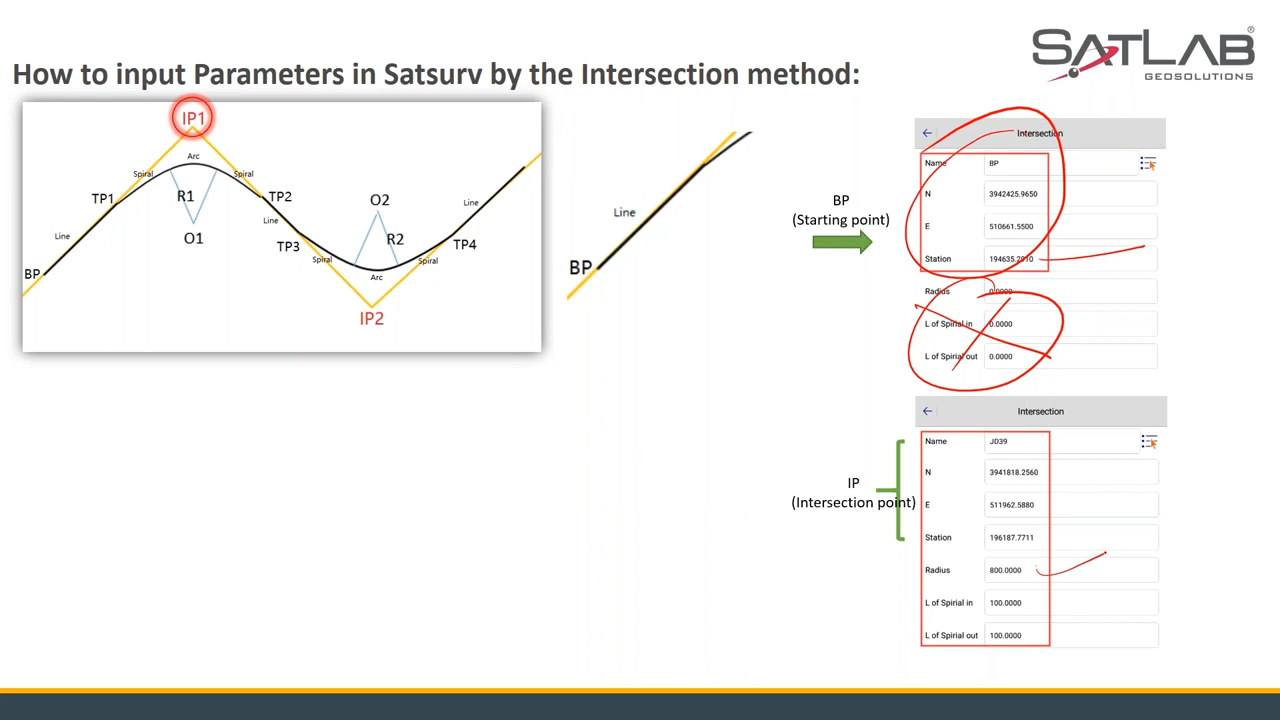 How to input Parameters in Satsurv by the Intersection method:
SATLAB®
GEOSOLUTIONS
IP1
Arc
Spiral
Spiral
TP1
R1
TP2
O1
Line
Line
BP
TP3
Spiral
O2
R2
Line
TP4
Spiral
Arc
IP2
Line
BP
BP
(Starting point)
Intersection
Name BP
N 3942425.9650
E 510661.5500
Station 194635.2910
Radius 0.0000
L of Spirial in 0.0000
L of Spirial out 0.0000
IP
(Intersection point)
Intersection
Name JD39
N 3941818.2560
E 511962.5880
Station 196187.7711
Radius 800.0000
L of Spirial in 100.0000
L of Spirial out 100.0000